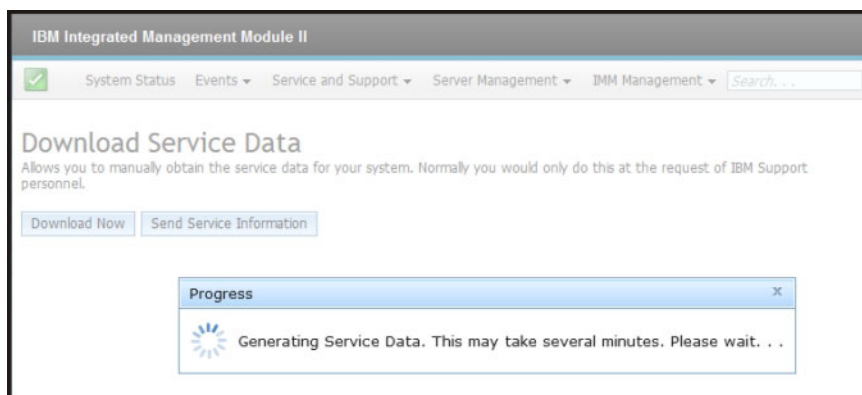 IBM Integrated Management Module II
System Status Events Service and Support Server Management IMM Management Search. . .
Download Service Data
Allows you to manually obtain the service data for your system. Normally you would only do this at the request of IBM Support
personnel.
Download Now Send Service Information
Progress x
Generating Service Data. This may take several minutes. Please wait. . .